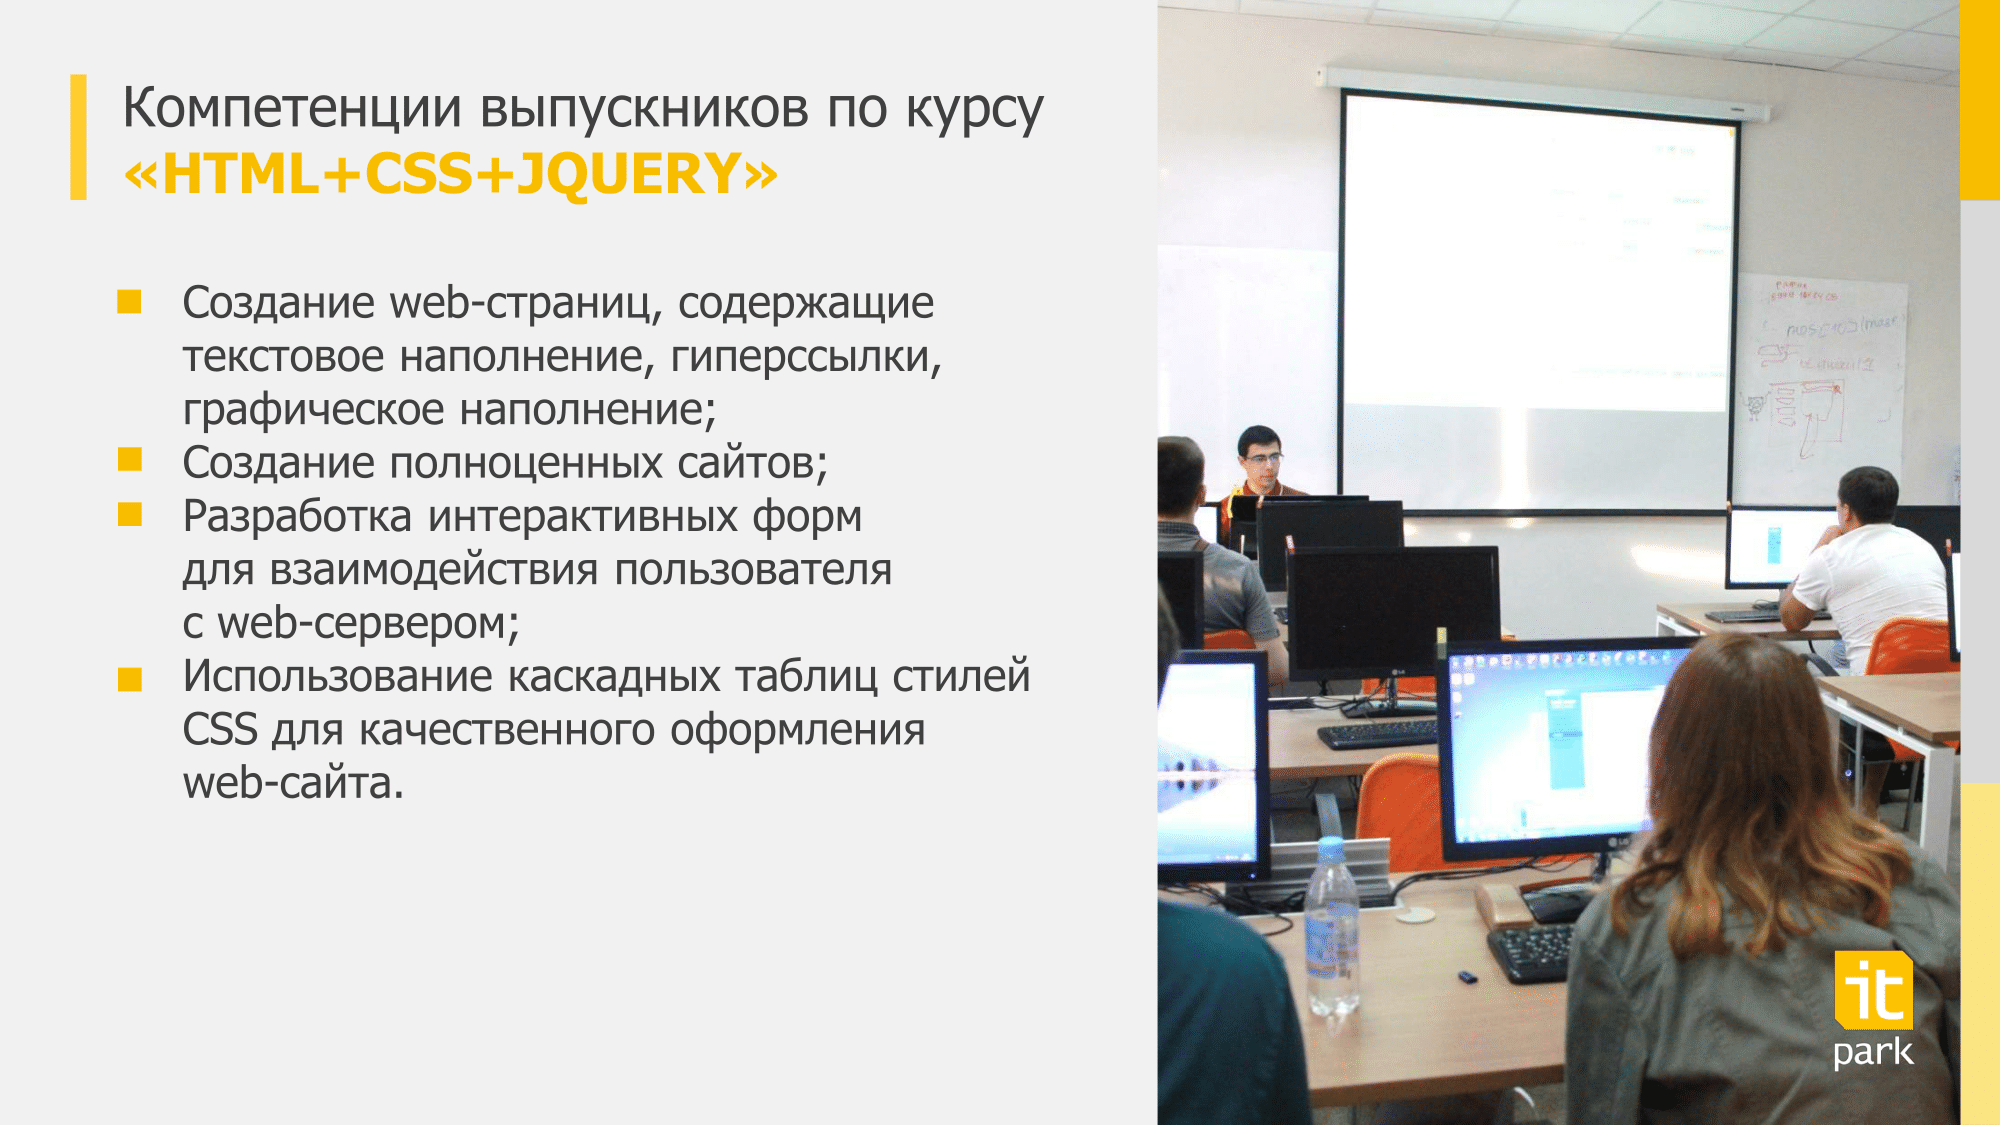 Компетенции выпускников по курсу
«HTML+CSS+JQUERY»
Создание web-страниц, содержащие
текстовое наполнение, гиперссылки,
графическое наполнение;
Создание полноценных сайтов;
Разработка интерактивных форм
для взаимодействия пользователя
с web-сервером;
Использование каскадных таблиц стилей
CSS для качественного оформления
web-сайта.
it
park